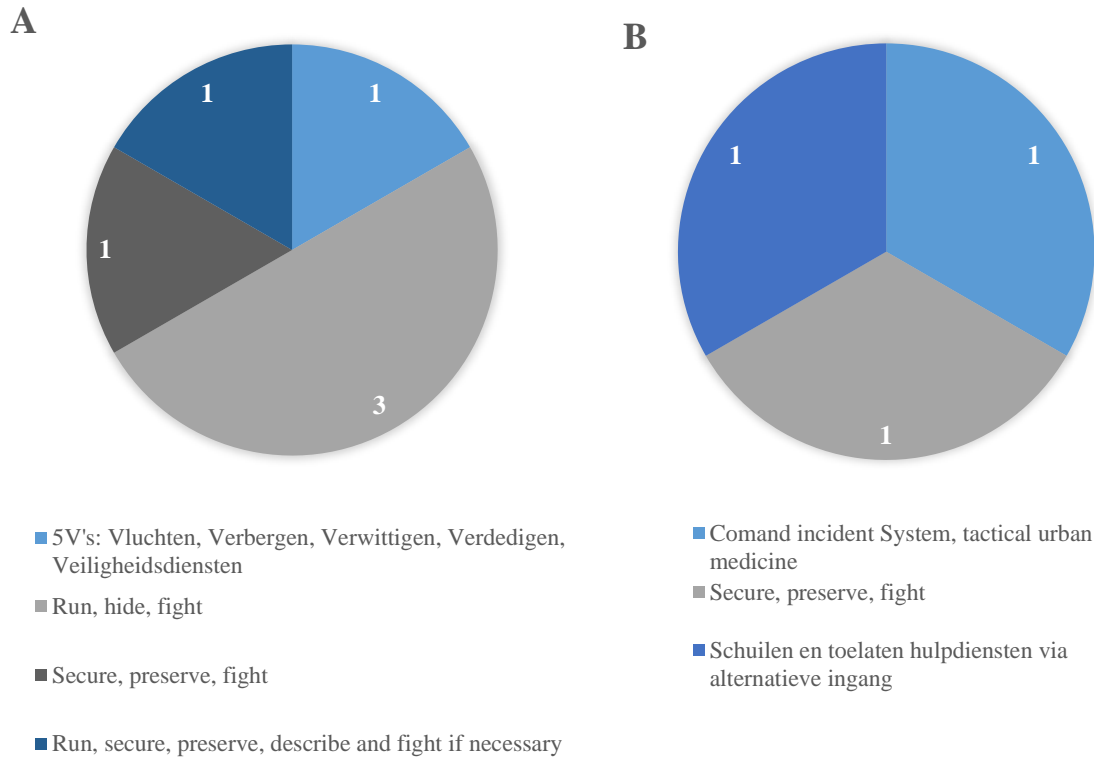 A
B
1
1
1
3
1
1
1
5V's: Vluchten, Verbergen, Verwittigen, Verdedigen,
Veiligheidsdiensten
Run, hide, fight
Secure, preserve, fight
Run, secure, preserve, describe and fight if necessary
Comand incident System, tactical urban
medicine
Secure, preserve, fight
Schuilen en toelaten hulpdiensten via
alternatieve ingang